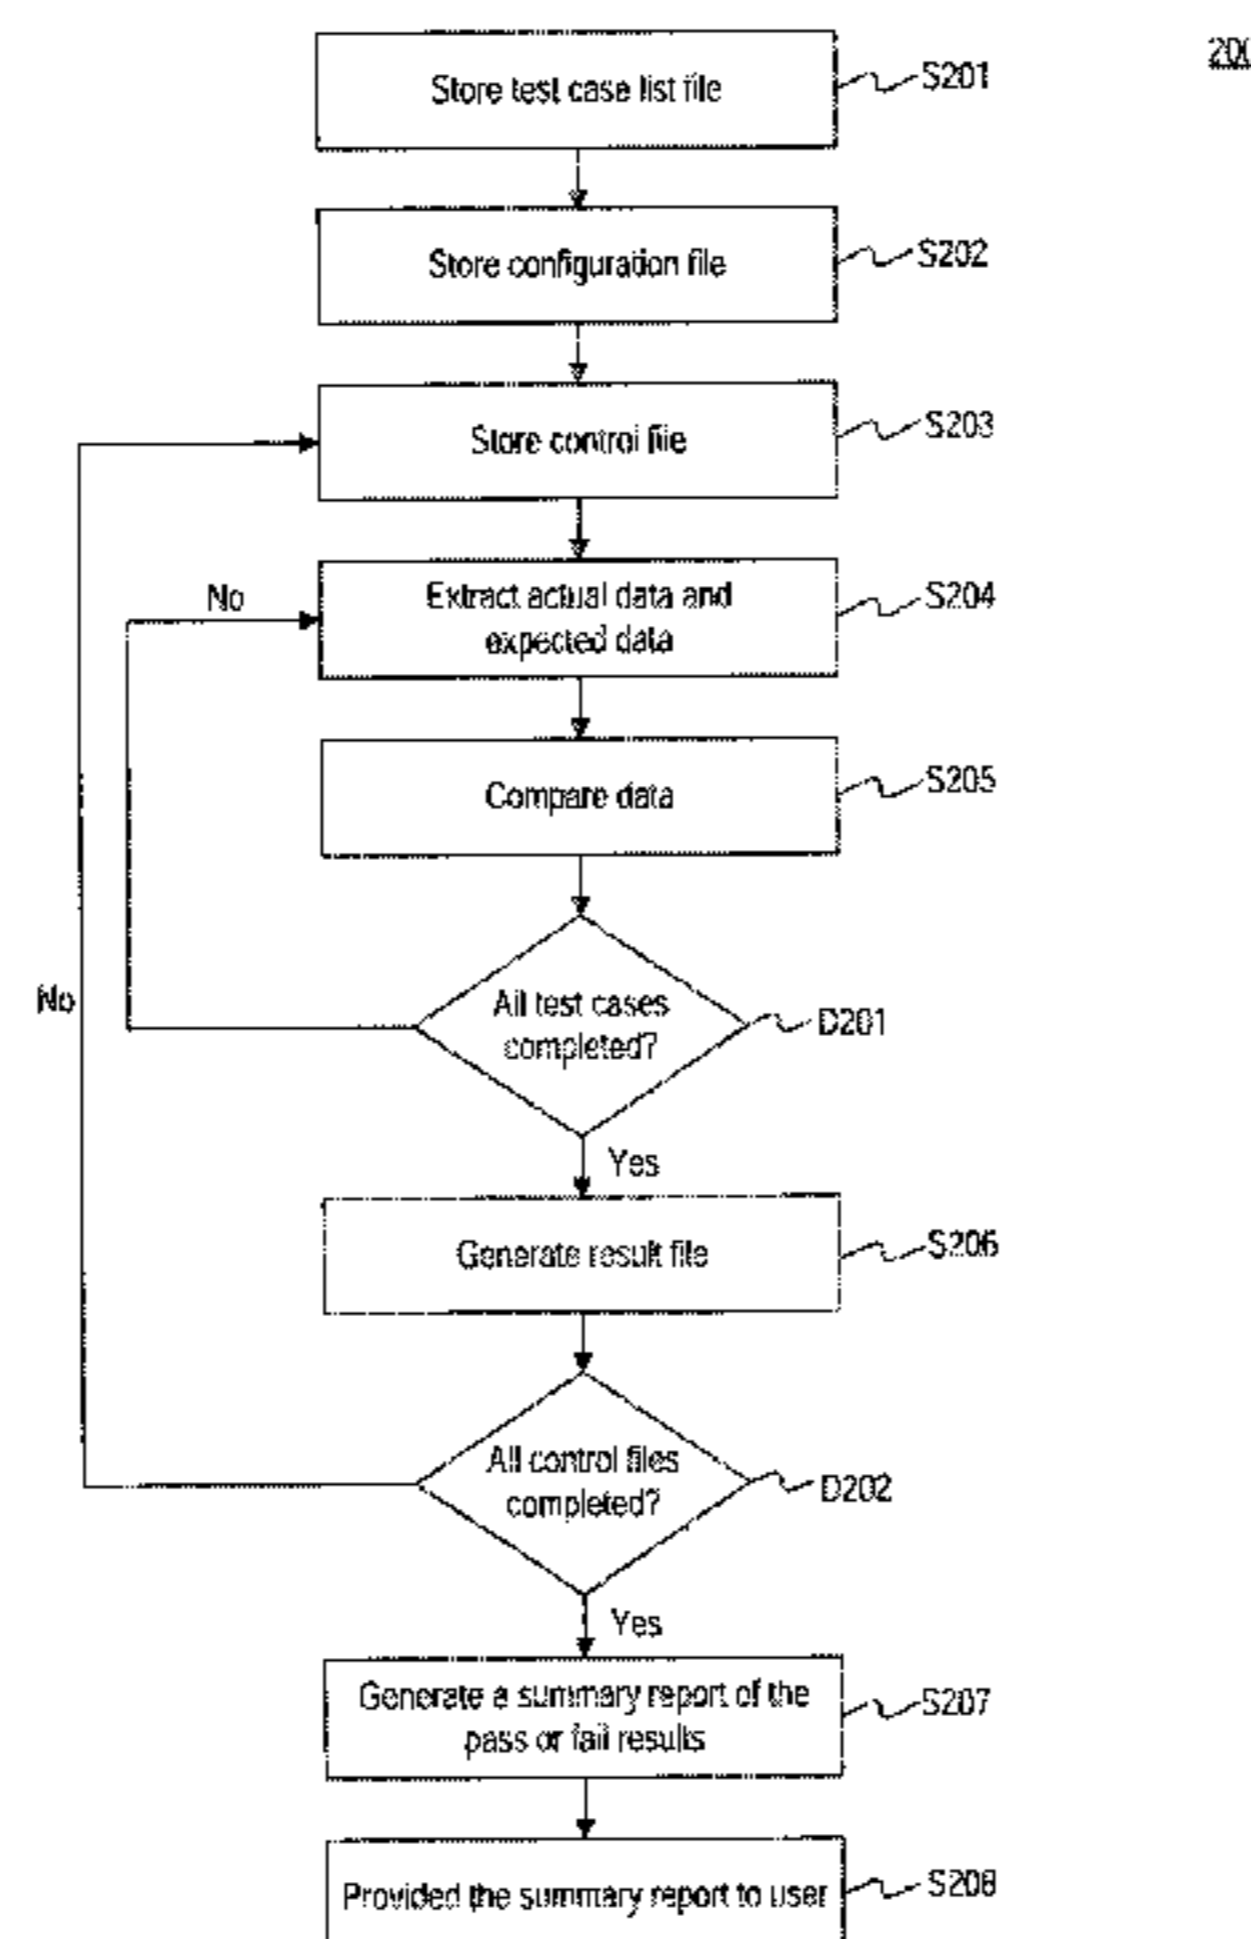 200
Store test case list file
S201
Store configuration file
S202
Store control file
S203
No
Extract actual data and
expected data
S204
Compare data
S205
No
All test cases
completed?
D201
Yes
Generate result file
S206
All control files
completed?
D202
Yes
Generate a summary report of the
pass or fail results
S207
Provided the summary report to user
S208